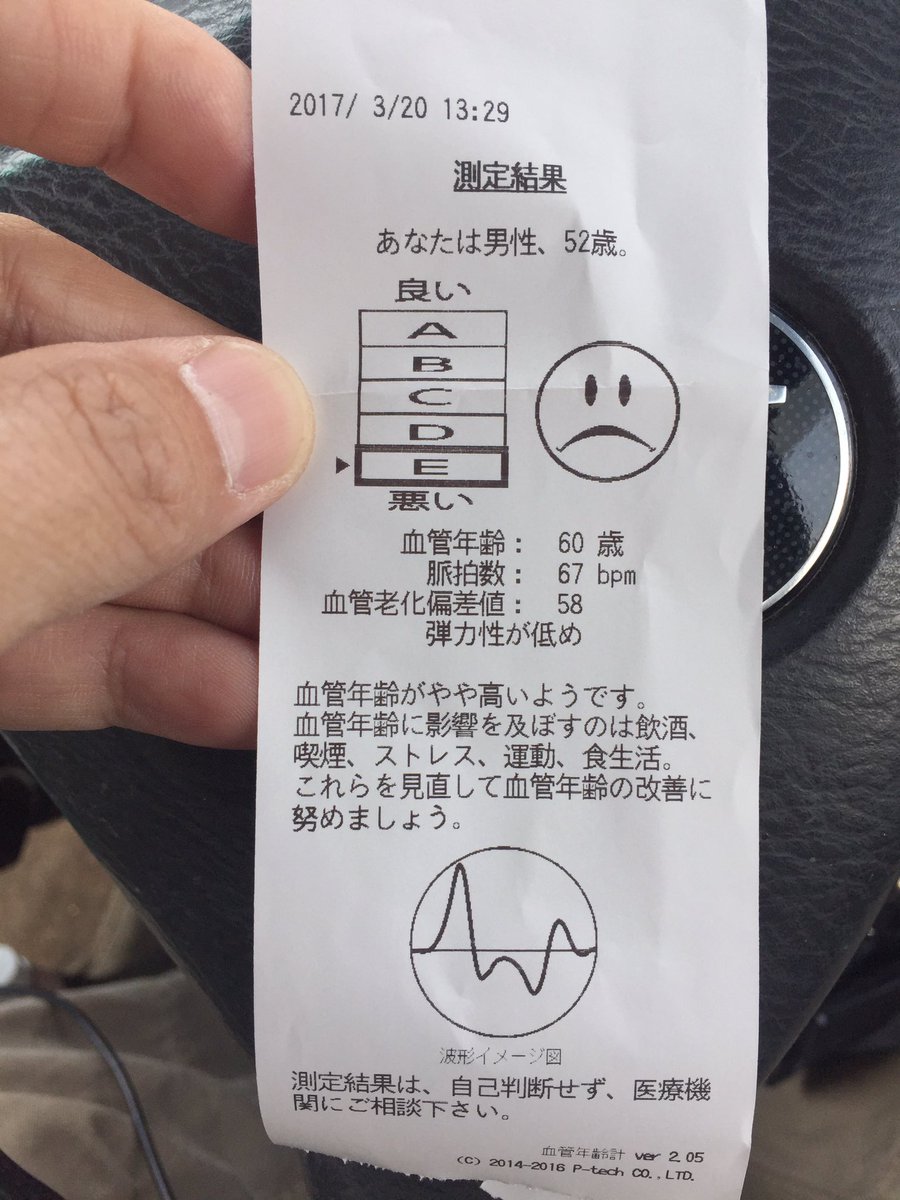 2017/ 3/20 13:29
測定結果
あなたは男性、52歳。
良い
A
B
C
D
E
悪い
血管年齢: 60 歳
脈拍数: 67 bpm
血管老化偏差値: 58
弾力性が低め
血管年齢がやや高いようです。
血管年齢に影響を及ぼすのは飲酒、
喫煙、ストレス、運動、食生活。
これらを見直して血管年齢の改善に
努めましょう。
波形イメージ図
測定結果は、自己判断せず、医療機
関にご相談下さい。
血管年齢計 ver 2.05
(C) 2014-2016 P-tech CO.,LTD.